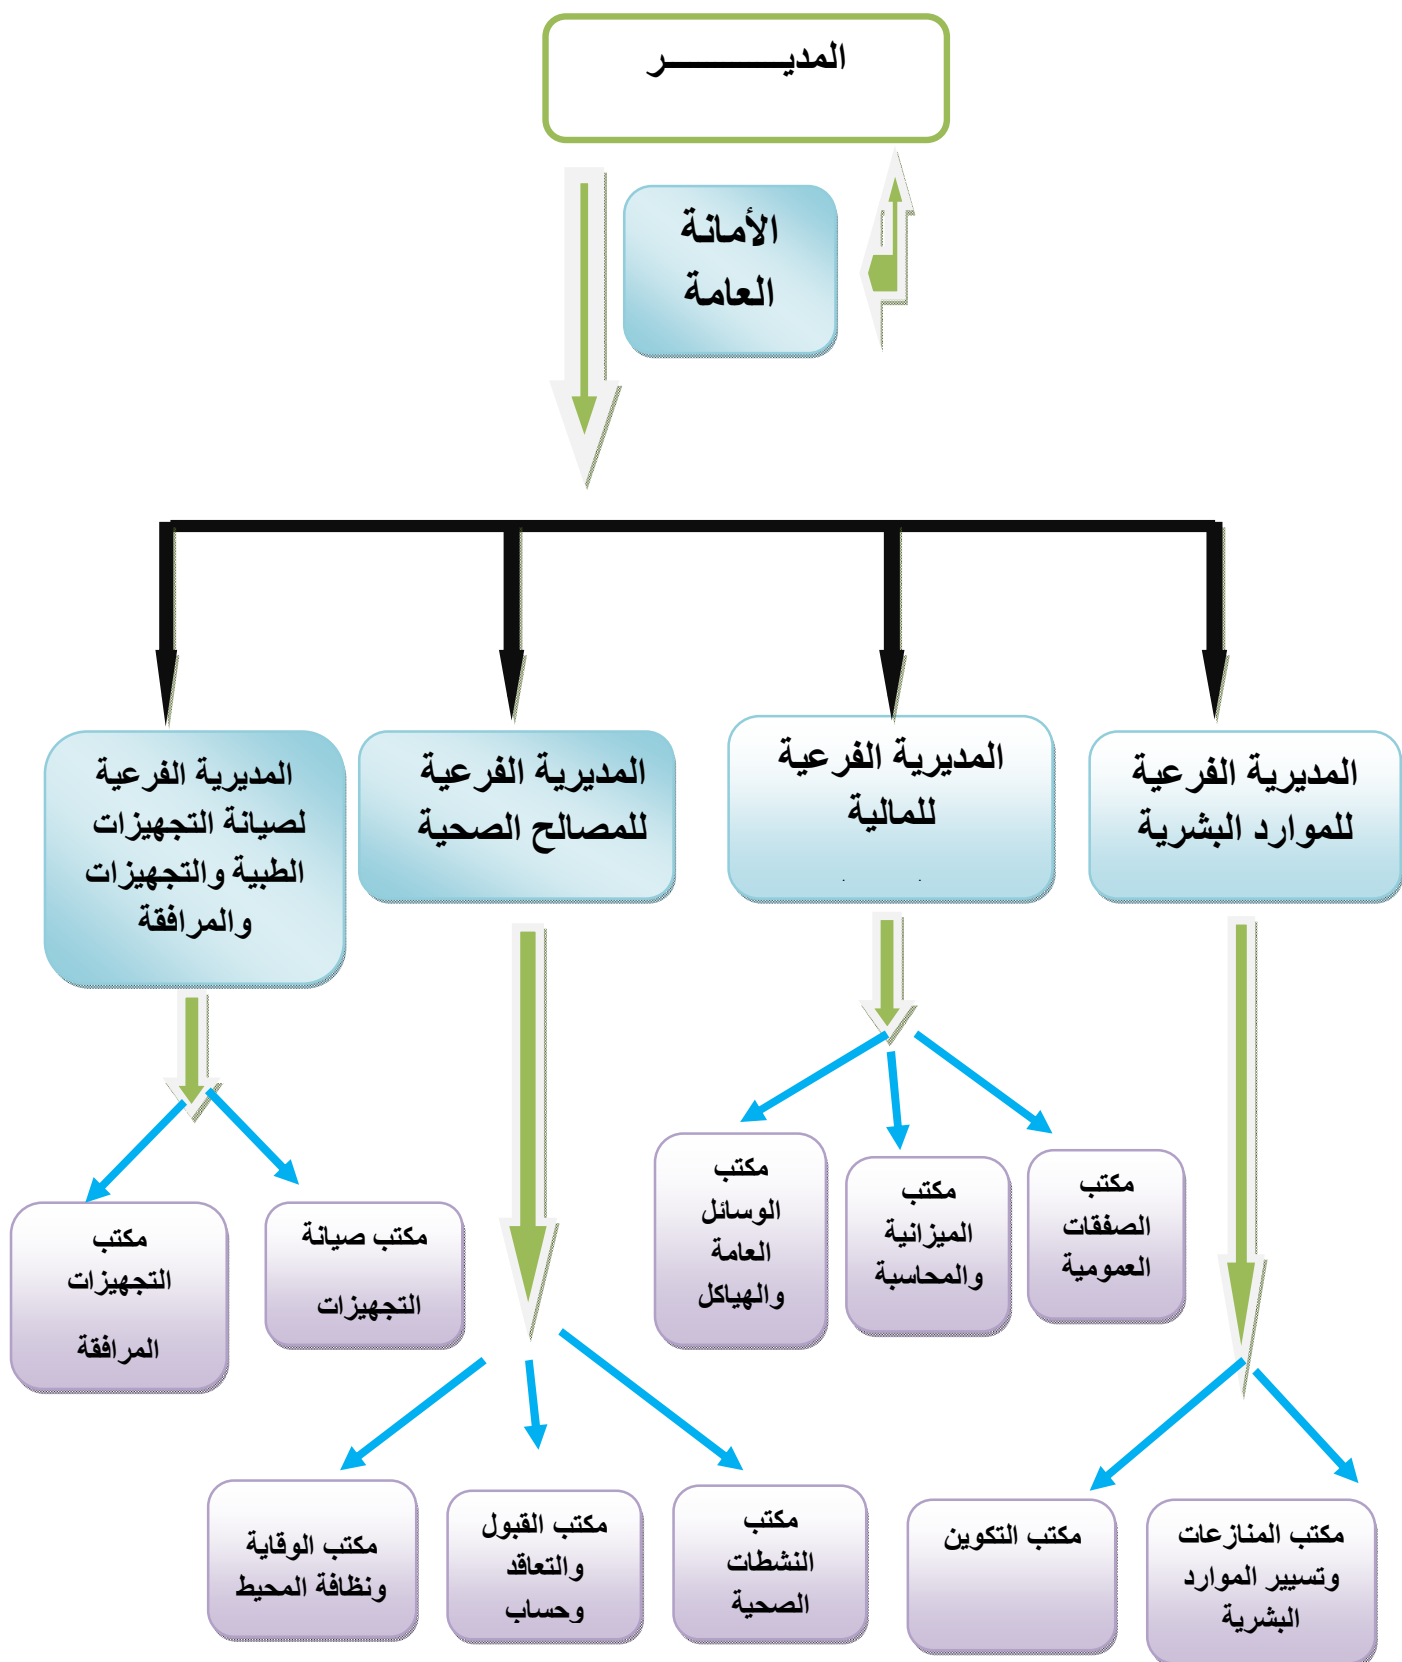 المديــــــــــــر
الأمانة
العامة
المديرية الفرعية
للموارد البشرية
المديرية الفرعية
للمالية
المديرية الفرعية
للمصالح الصحية
المديرية الفرعية
لصيانة التجهيزات
الطبية والتجهيزات
والمرافقة
مكتب
الصفقات
العمومية
مكتب
الميزانية
والمحاسبة
مكتب
الوسائل
العامة
والهياكل
مكتب صيانة
التجهيزات
مكتب
التجهيزات
المرافقة
مكتب المنازعات
وتسيير الموارد
البشرية
مكتب التكوين
مكتب
النشطات
الصحية
مكتب القبول
والتعاقد
وحساب
مكتب الوقاية
ونظافة المحيط